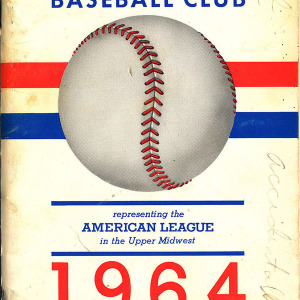 BASEBALL CLUB
representing the
AMERICAN LEAGUE
in the Upper Midwest
1964